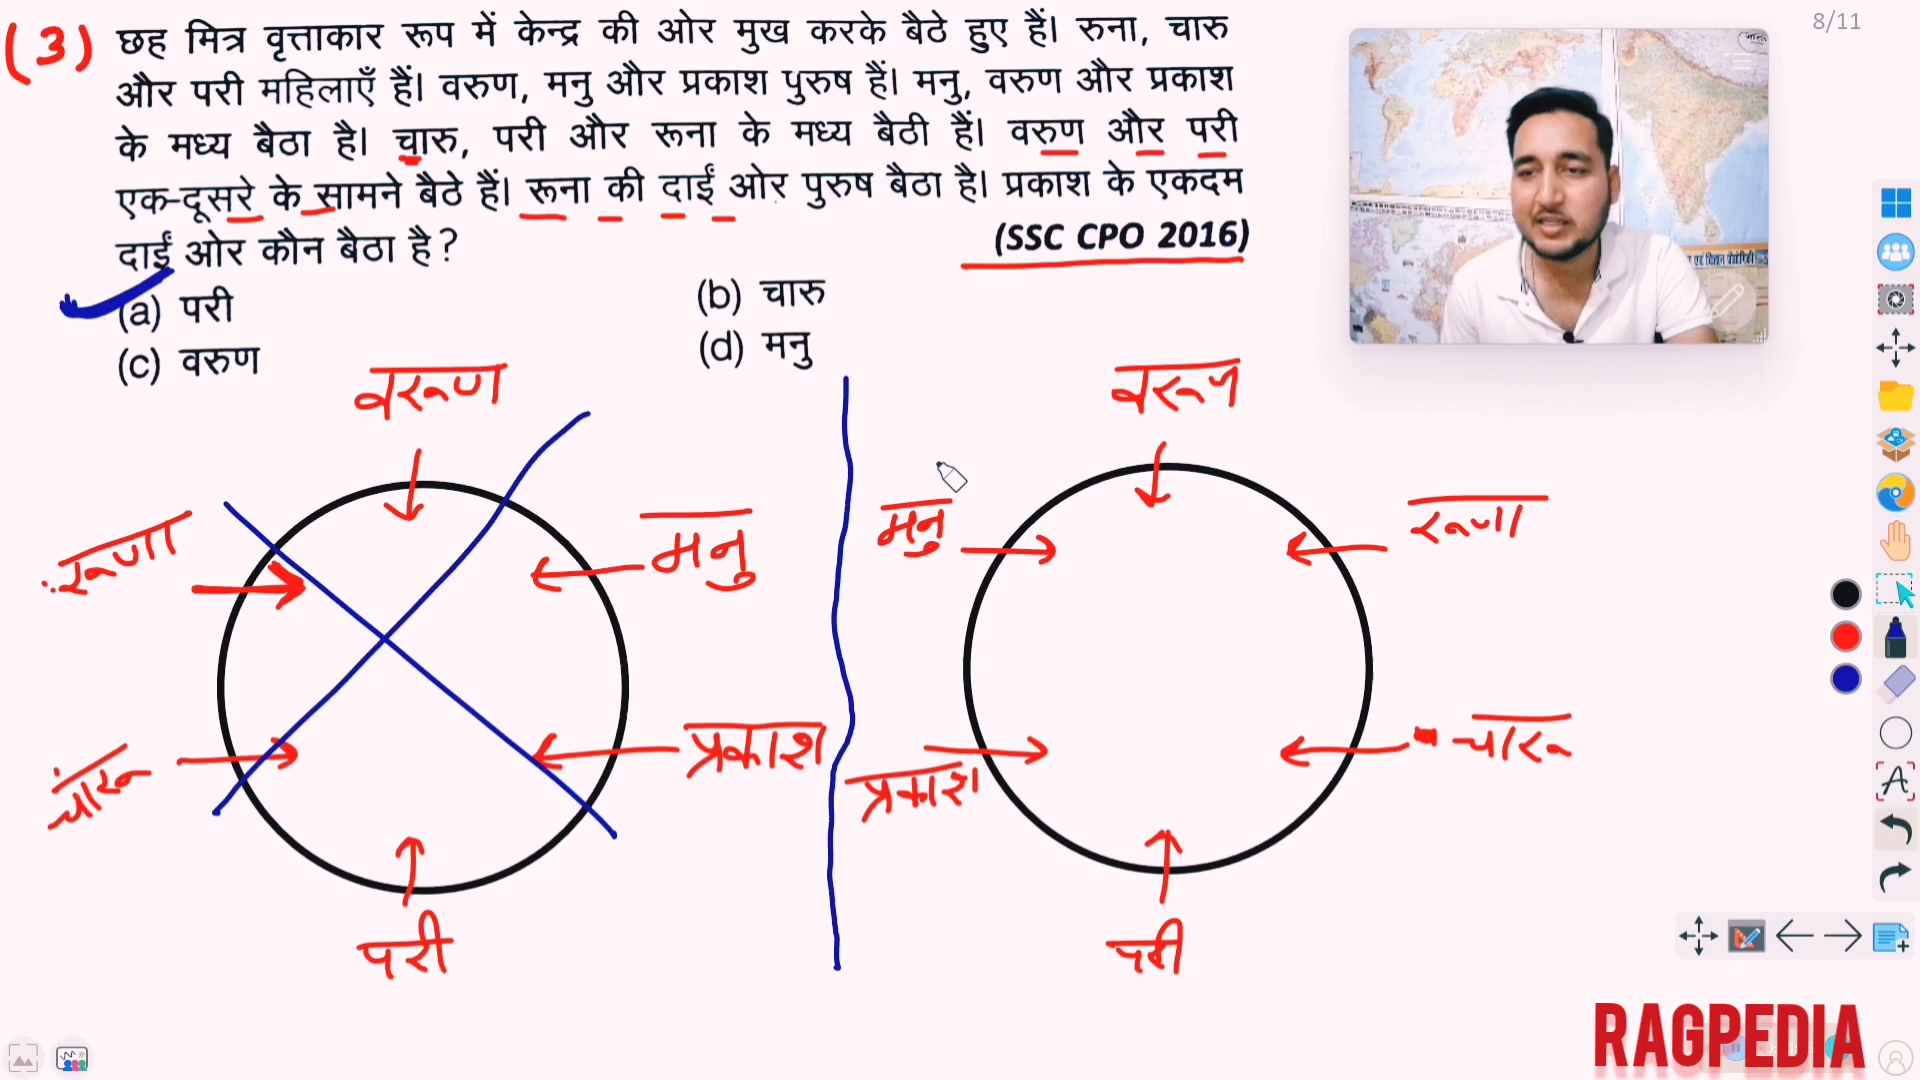 8/11
(3) छह मित्र वृत्ताकार रूप में केन्द्र की ओर मुख करके बैठे हुए हैं। रुना, चारु
और परी महिलाएँ हैं। वरुण, मनु और प्रकाश पुरुष हैं। मनु, वरुण और प्रकाश
के मध्य बैठा है। चारु, परी और रूना के मध्य बैठी हैं। वरुण और परी
एक-दूसरे के सामने बैठे हैं। रूना की दाईं ओर पुरुष बैठा है। प्रकाश के एकदम
दाईं ओर कौन बैठा है?
(SSC CPO 2016)
(a) परी
(b) चारु
(c) वरुण
(d) मनु
वरूण
वरूण
रूणा
मनु
मनु
रूणा
चारू
प्रकाश
प्रकाश
चारू
परी
परी
RAGPEDIA